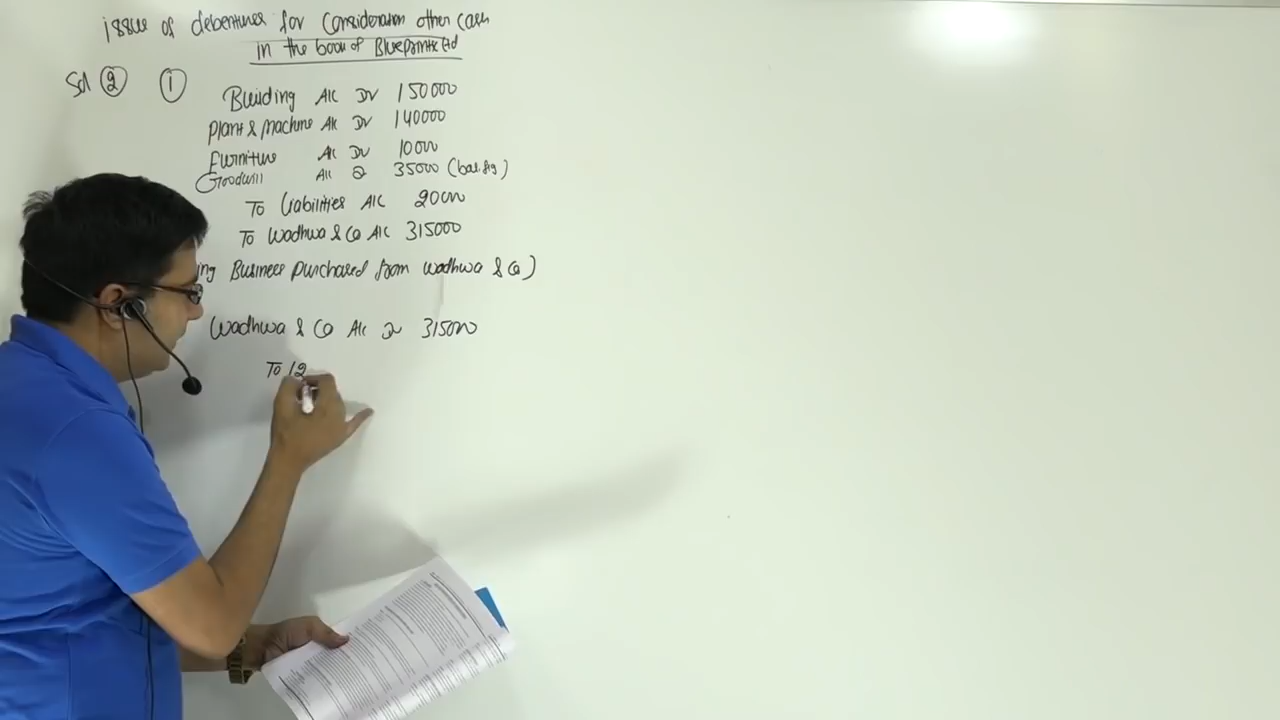 issue of debentures for Consideration other Cash
in the book of Blueprints Ltd
Sol ② ① Building A/C Dr 150000
Plant & Machine A/c Dr 140000
Furniture A/c Dr 10000
Goodwill A/c Dr 35000 (bal. fig)
To Liabilities A/C 20000
To Wadhwa & Co A/C 315000
ing Business purchased from Wadhwa & Co)
Wadhwa & Co A/c Dr 315000
To 12